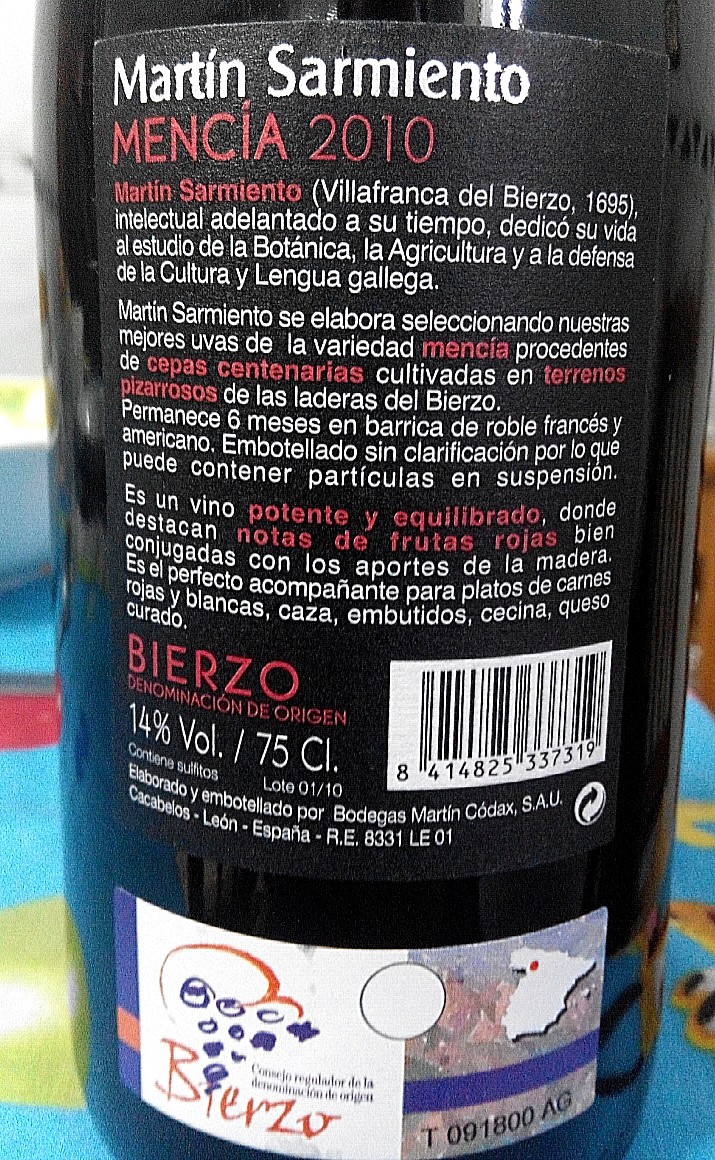 Martín Sarmiento
MENCÍA 2010
Martín Sarmiento (Villafranca del Bierzo, 1695),
intelectual adelantado a su tiempo, dedicó su vida
al estudio de la Botánica, la Agricultura y a la defensa
de la Cultura y Lengua gallega.
Martín Sarmiento se elabora seleccionando nuestras
mejores uvas de la variedad mencía procedentes
de cepas centenarias cultivadas en terrenos
pizarrosos de las laderas del Bierzo.
Permanece 6 meses en barrica de roble francés y
americano. Embotellado sin clarificación por lo que
puede contener partículas en suspensión.
Es un vino potente y equilibrado, donde
destacan notas de frutas rojas bien
conjugadas con los aportes de la madera.
Es el perfecto acompañante para platos de carnes
rojas y blancas, caza, embutidos, cecina, queso
curado.
BIERZO
DENOMINACIÓN DE ORIGEN
14% Vol. / 75 Cl.
Contiene sulfitos Lote 01/10
8 414825 337319
Elaborado y embotellado por Bodegas Martín Códax, S.A.U.
Cacabelos - León - España - R.E. 8331 LE 01
Bierzo
Consejo regulador de la
denominación de origen
T 091800 AG